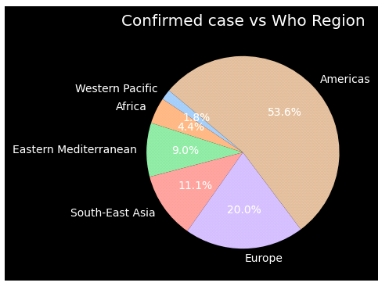 Confirmed case vs Who Region
Americas
53.6%
Western Pacific
1.8%
Africa
4.4%
Eastern Mediterranean
9.0%
South-East Asia
11.1%
Europe
20.0%